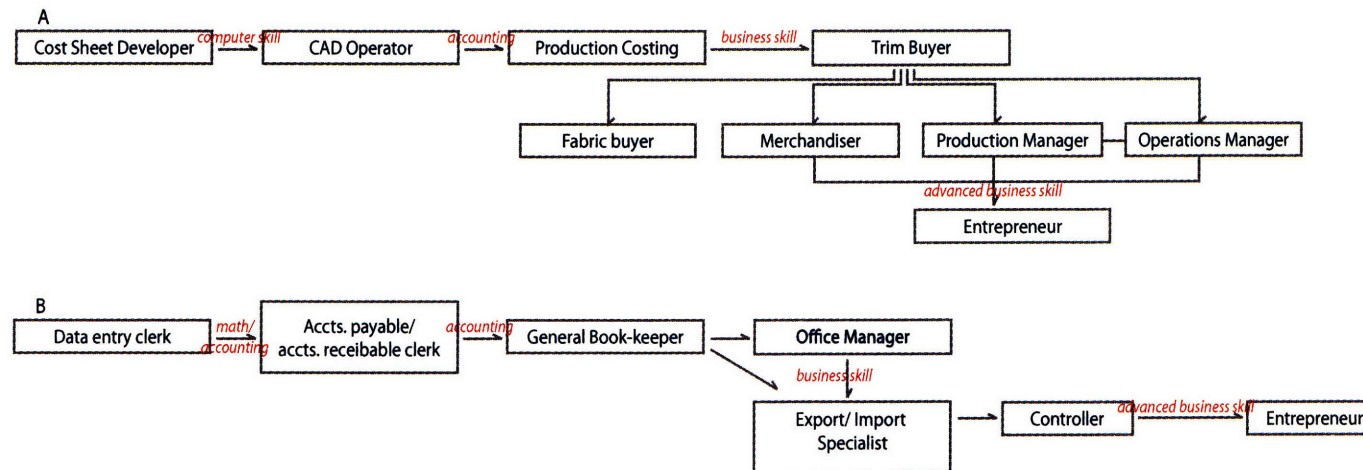 A
Cost Sheet Developer
computer skill
CAD Operator
accounting
Production Costing
business skill
Trim Buyer
Fabric buyer
Merchandiser
Production Manager
Operations Manager
advanced business skill
Entrepreneur
B
Data entry clerk
math/
accounting
Accts. payable/
accts. receibable clerk
accounting
General Book-keeper
Office Manager
business skill
Export/ Import
Specialist
Controller
advanced business skill
Entrepreneur